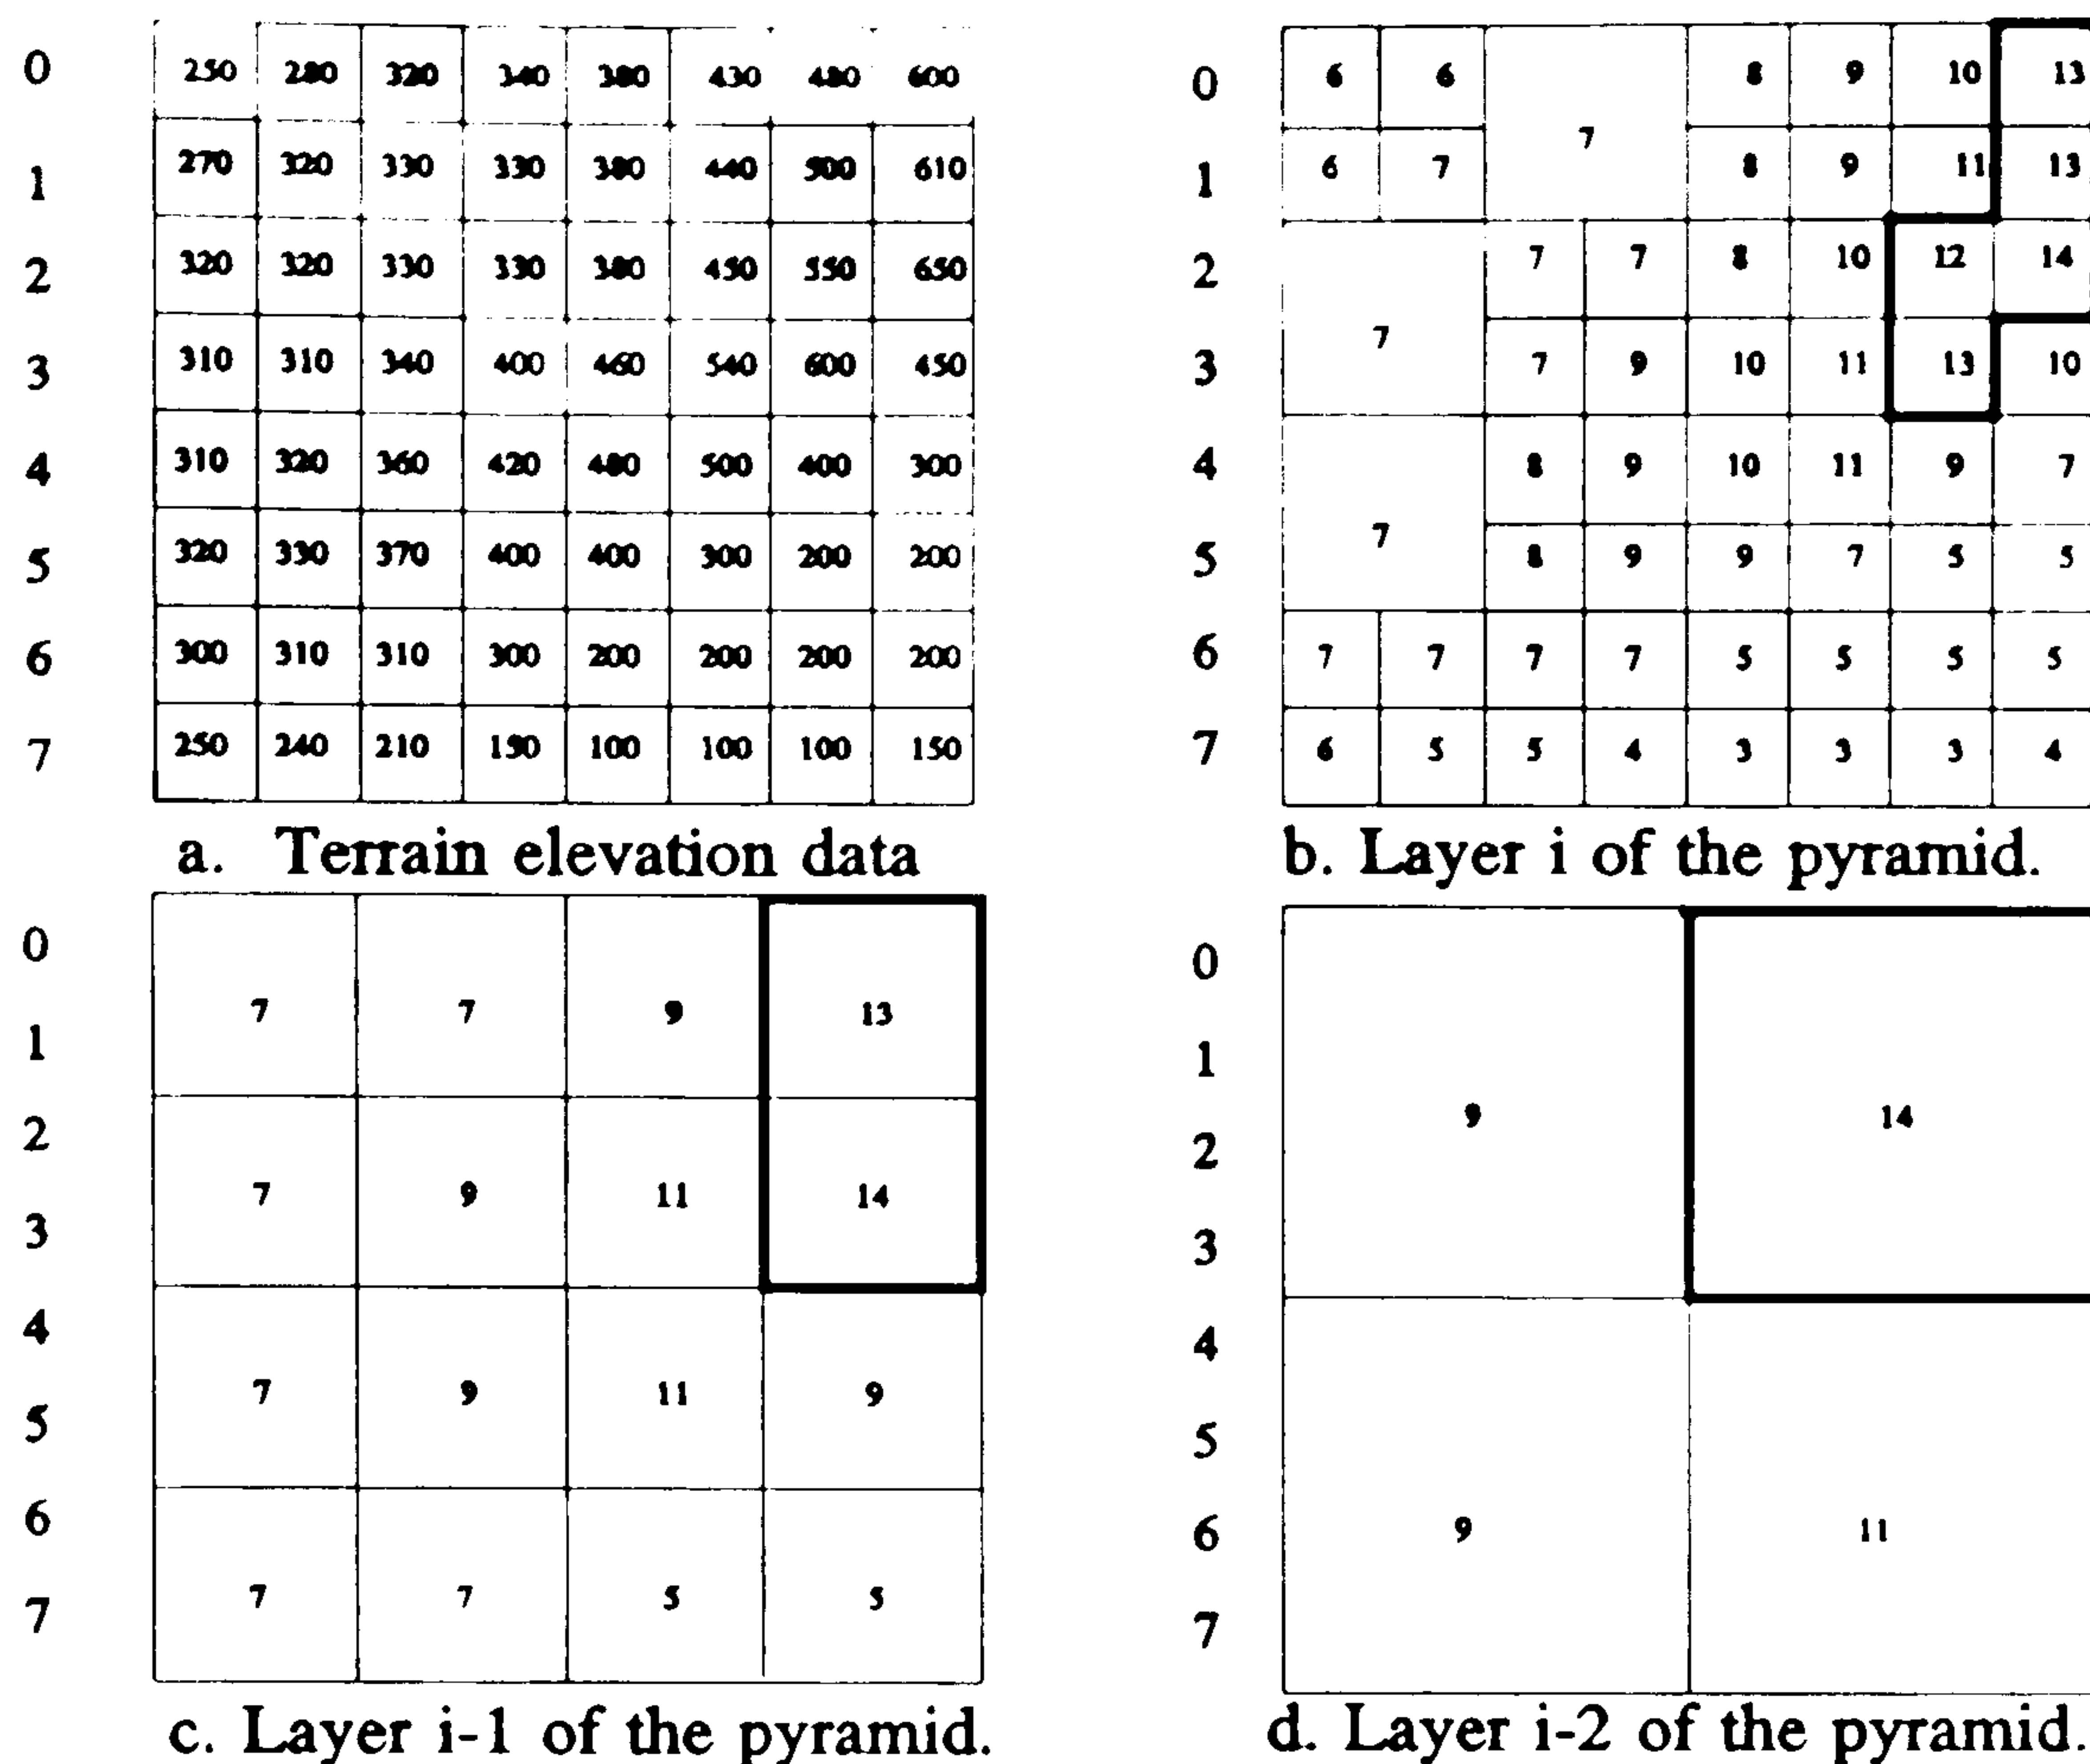 0 250 280 320 340 380 430 480 600
1 270 320 330 330 380 440 500 610
2 320 320 330 330 380 450 550 650
3 310 310 340 400 460 540 600 450
4 310 320 360 420 480 500 400 300
5 320 330 370 400 400 300 200 200
6 300 310 310 300 200 200 200 200
7 250 240 210 150 100 100 100 150
a. Terrain elevation data
0 6 6 8 9 10 13
7
1 6 7 8 9 11 13
2 7 7 8 10 12 14
7
3 7 9 10 11 13 10
4 8 9 10 11 9 7
7
5 8 9 9 7 5 5
6 7 7 7 7 5 5 5 5
7 6 5 5 4 3 3 3 4
b. Layer i of the pyramid.
0
7 7 9 13
1
2
7 9 11 14
3
4
7 9 11 9
5
6
7 7 5 5
7
c. Layer i-1 of the pyramid.
0
1
9 14
2
3
4
5
6 9 11
7
d. Layer i-2 of the pyramid.